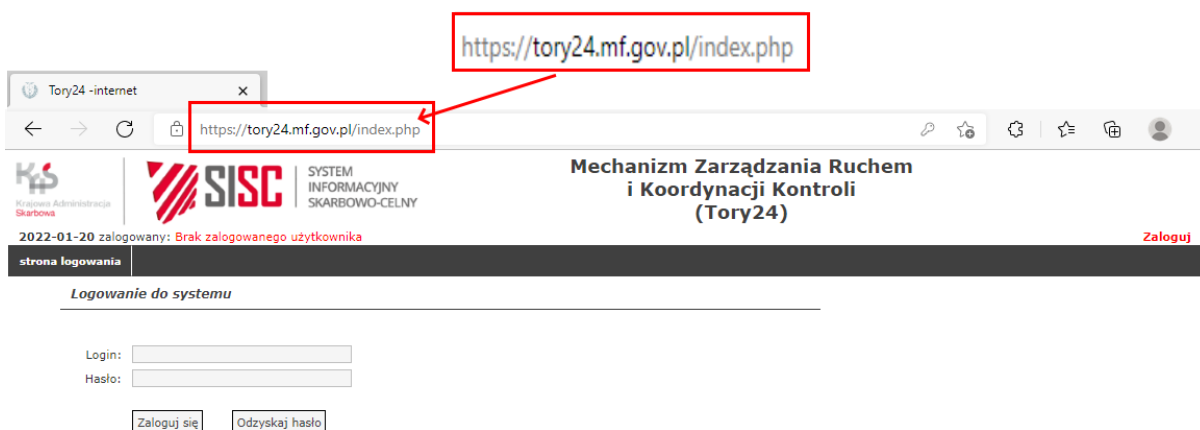 https://tory24.mf.gov.pl/index.php
Tory24 -internet
https://tory24.mf.gov.pl/index.php
KAS
Krajowa Administracja
Skarbowa
SISC
SYSTEM
INFORMACYJNY
SKARBOWO-CELNY
Mechanizm Zarządzania Ruchem
i Koordynacji Kontroli
(Tory24)
2022-01-20 zalogowany: Brak zalogowanego użytkownika
Zaloguj
strona logowania
Logowanie do systemu
Login:
Hasło:
Zaloguj się
Odzyskaj hasło